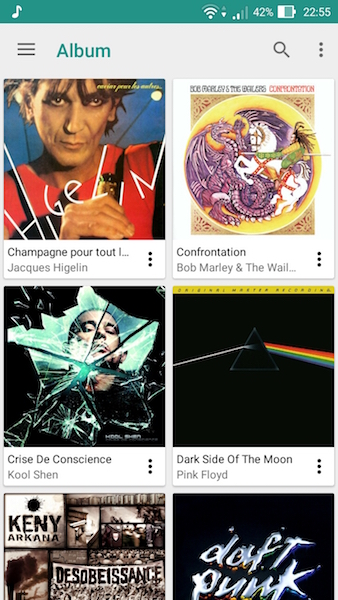 42% 22:55
Album
caviar pour les autres...
HIGELIN
BOB MARLEY & THE WAILERS CONFRONTATION
Champagne pour tout l...
Jacques Higelin
Confrontation
Bob Marley & The Wail...
KOOL SHEN
ORIGINAL MASTER RECORDING
Crise De Conscience
Kool Shen
Dark Side Of The Moon
Pink Floyd
KENY
ARKANA
DESOBEISSANCE
daft
punk